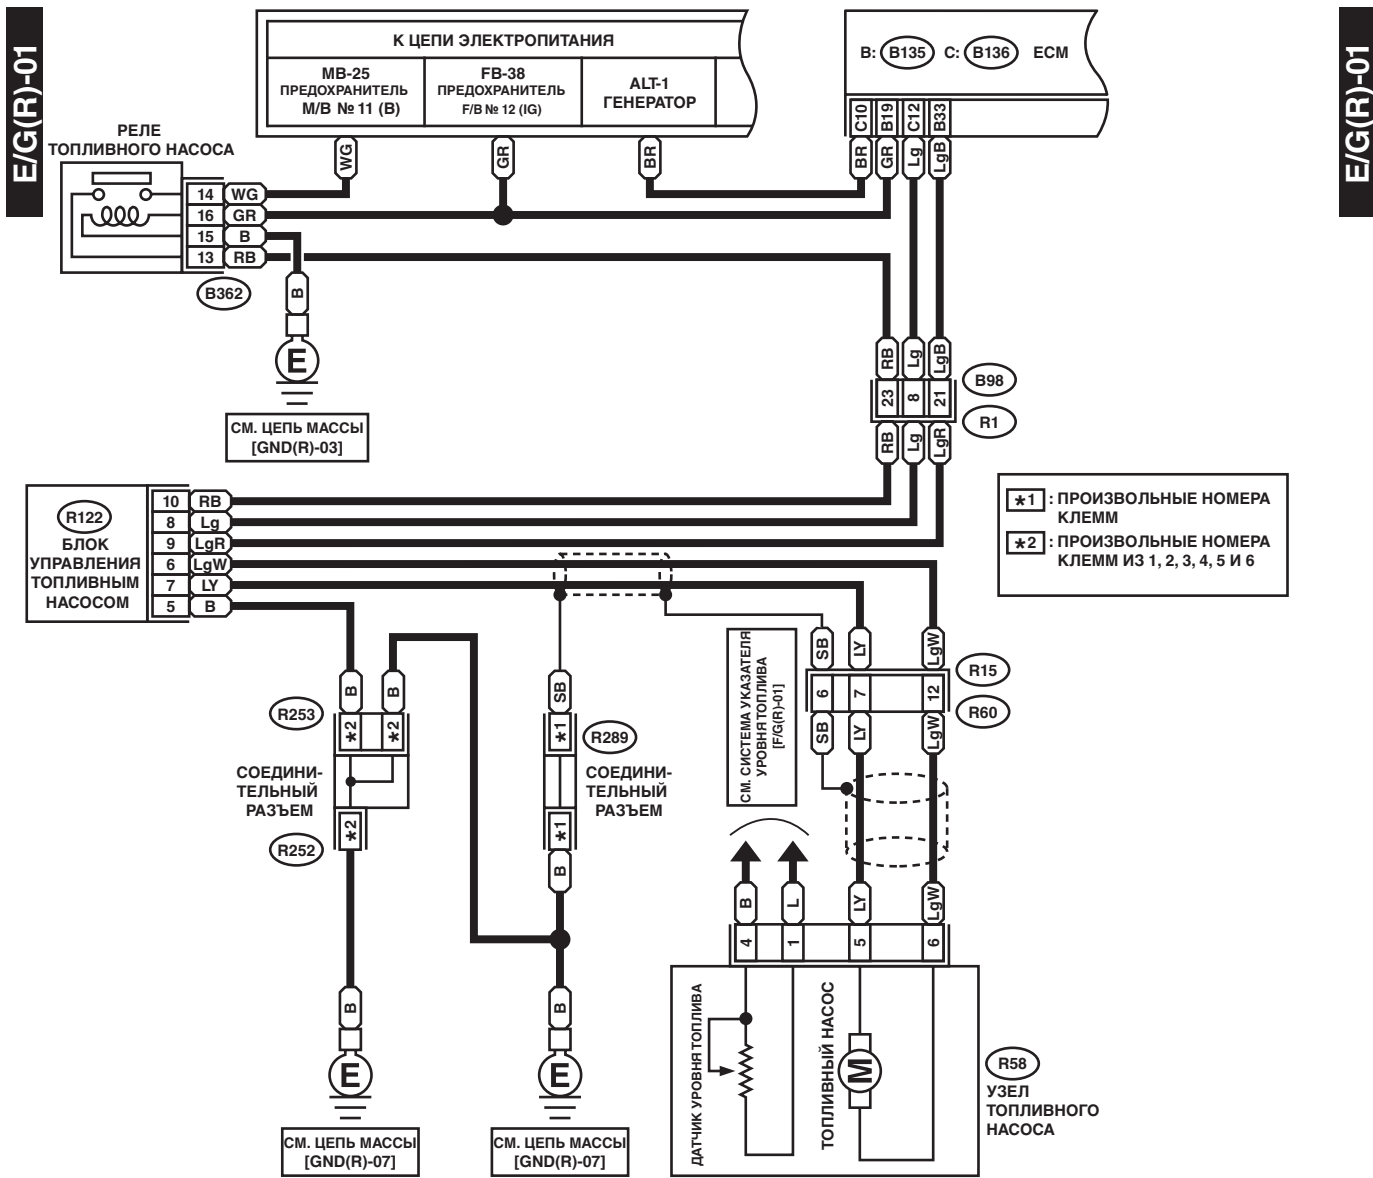 E/G(R)-01
E/G(R)-01
К ЦЕПИ ЭЛЕКТРОПИТАНИЯ
MB-25
ПРЕДОХРАНИТЕЛЬ
M/B № 11 (B)
FB-38
ПРЕДОХРАНИТЕЛЬ
F/B № 12 (IG)
ALT-1
ГЕНЕРАТОР
B: B135 C: B136 ECM
C10
B19
C12
B33
WG
GR
BR
BR
GR
Lg
LgB
РЕЛЕ
ТОПЛИВНОГО НАСОСА
14 WG
16 GR
15 B
13 RB
B362
B
E
СМ. ЦЕПЬ МАССЫ
[GND(R)-03]
RB
Lg
LgB
23
8
21
B98
R1
RB
Lg
LgR
R122
БЛОК
УПРАВЛЕНИЯ
ТОПЛИВНЫМ
НАСОСОМ
10 RB
8 Lg
9 LgR
6 LgW
7 LY
5 B
*1 : ПРОИЗВОЛЬНЫЕ НОМЕРА
КЛЕММ
*2 : ПРОИЗВОЛЬНЫЕ НОМЕРА
КЛЕММ ИЗ 1, 2, 3, 4, 5 И 6
B
B
R253
*2
*2
СОЕДИНИ-
ТЕЛЬНЫЙ
РАЗЪЕМ
*2
R252
SB
*1
R289
СОЕДИНИ-
ТЕЛЬНЫЙ
РАЗЪЕМ
*1
B
СМ. СИСТЕМА УКАЗАТЕЛЯ
УРОВНЯ ТОПЛИВА
[F/G(R)-01]
SB
LY
LgW
6
7
12
R15
R60
SB
LY
LgW
B
L
LY
LgW
4
1
5
6
ДАТЧИК УРОВНЯ ТОПЛИВА
ТОПЛИВНЫЙ НАСОС
M
R58
УЗЕЛ
ТОПЛИВНОГО
НАСОСА
B
E
СМ. ЦЕПЬ МАССЫ
[GND(R)-07]
B
E
СМ. ЦЕПЬ МАССЫ
[GND(R)-07]